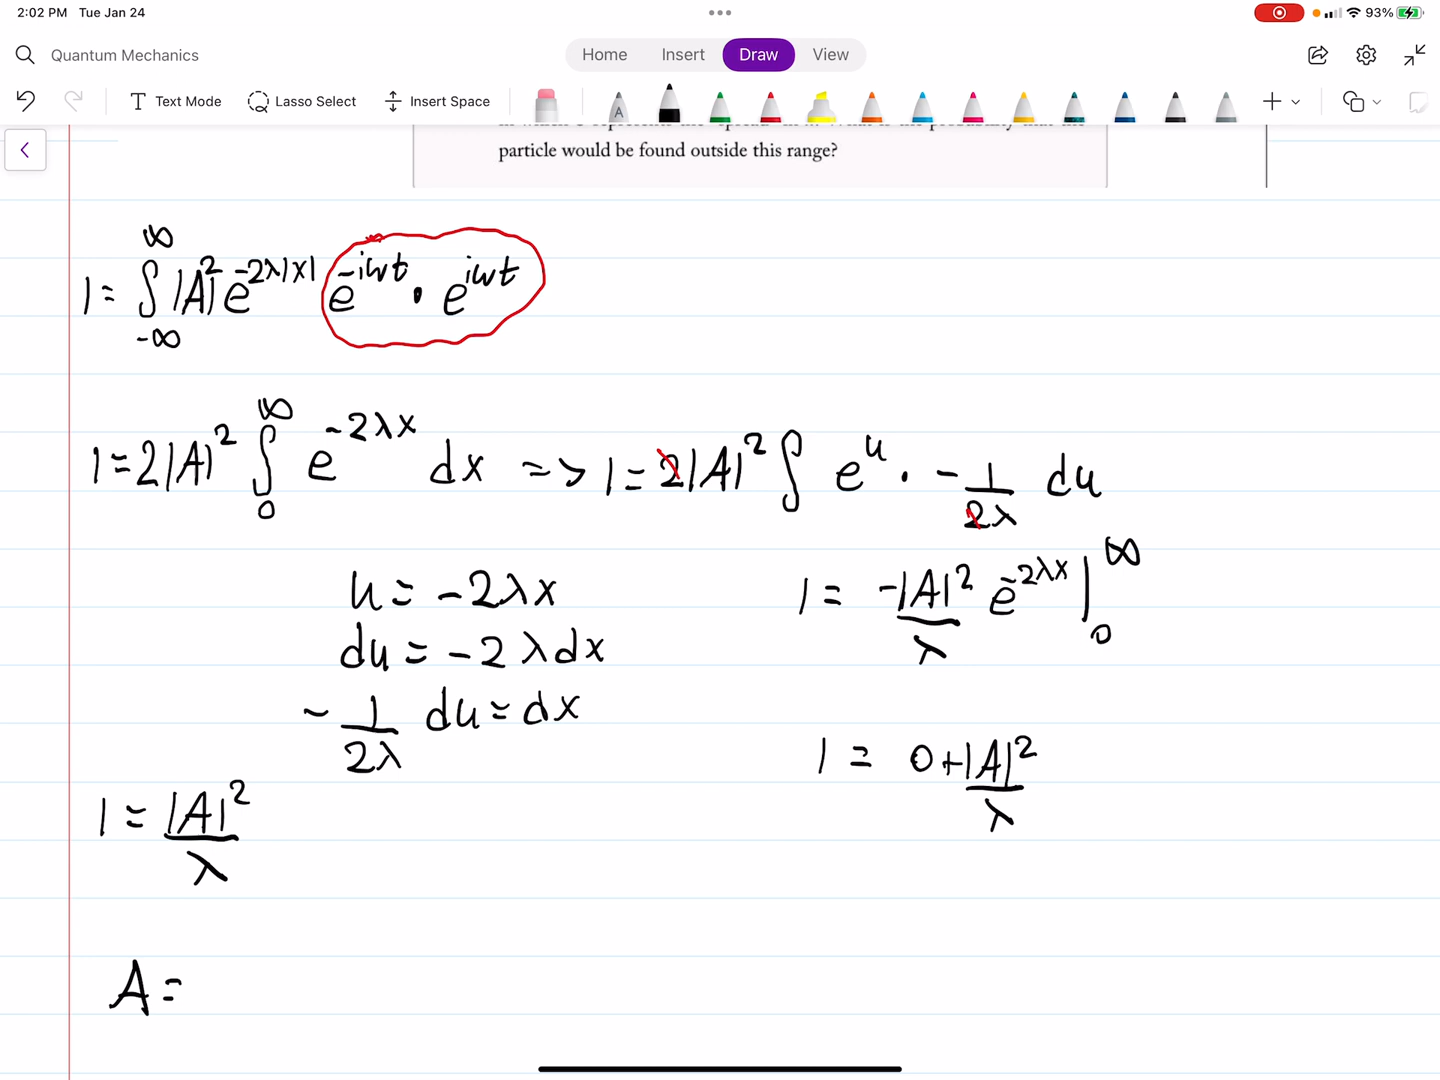 2:02 PM Tue Jan 24
93%
Quantum Mechanics
Home Insert Draw View
Text Mode Lasso Select Insert Space
particle would be found outside this range?
1 = ∫_{-∞}^{∞} |A|² e^{-2λ|x|} e^{-iωt} · e^{iωt}
1 = 2|A|² ∫_0^∞ e^{-2λx} dx => 1 = 2|A|² ∫ e^u · -1/(2λ) du
u = -2λx
1 = -|A|²/λ e^{-2λx} |_0^∞
du = -2λdx
-1/(2λ) du = dx
1 = 0 + |A|²/λ
1 = |A|²/λ
A =